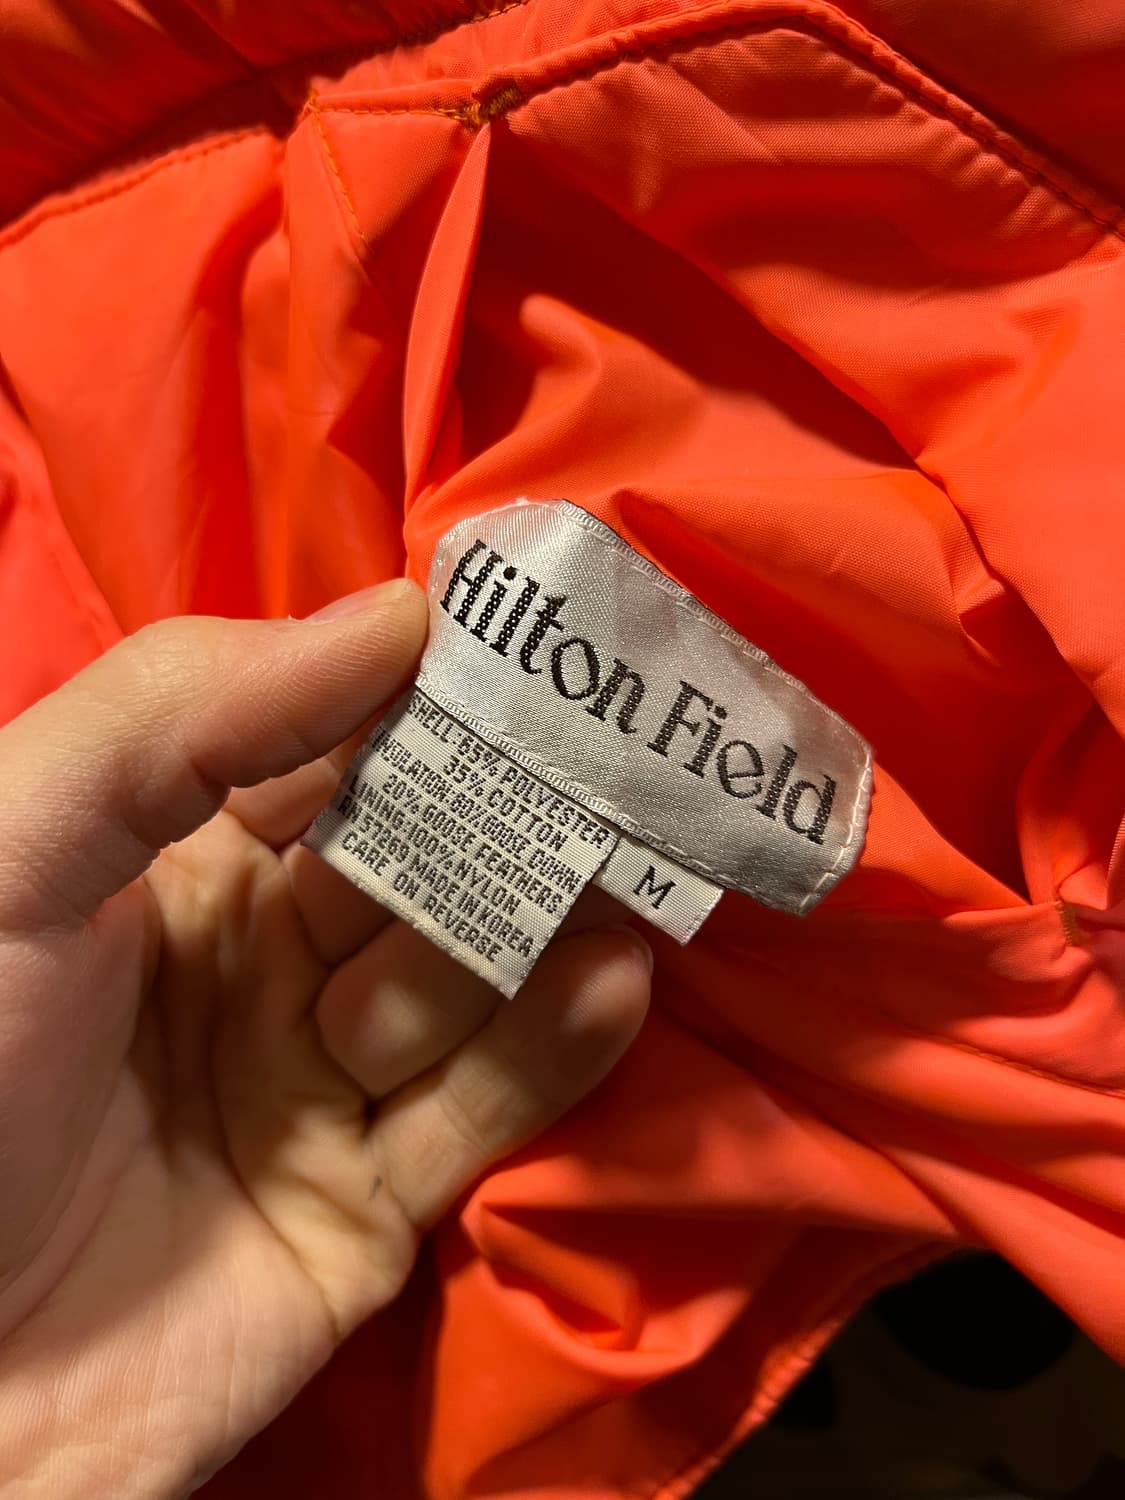 Hilton Field
M
SHELL-65% POLYESTER
35% COTTON
INSULATION-80% GOOSE DOWN
20% GOOSE FEATHERS
LINING-100% NYLON
RN 57269 MADE IN KOREA
CARE ON REVERSE